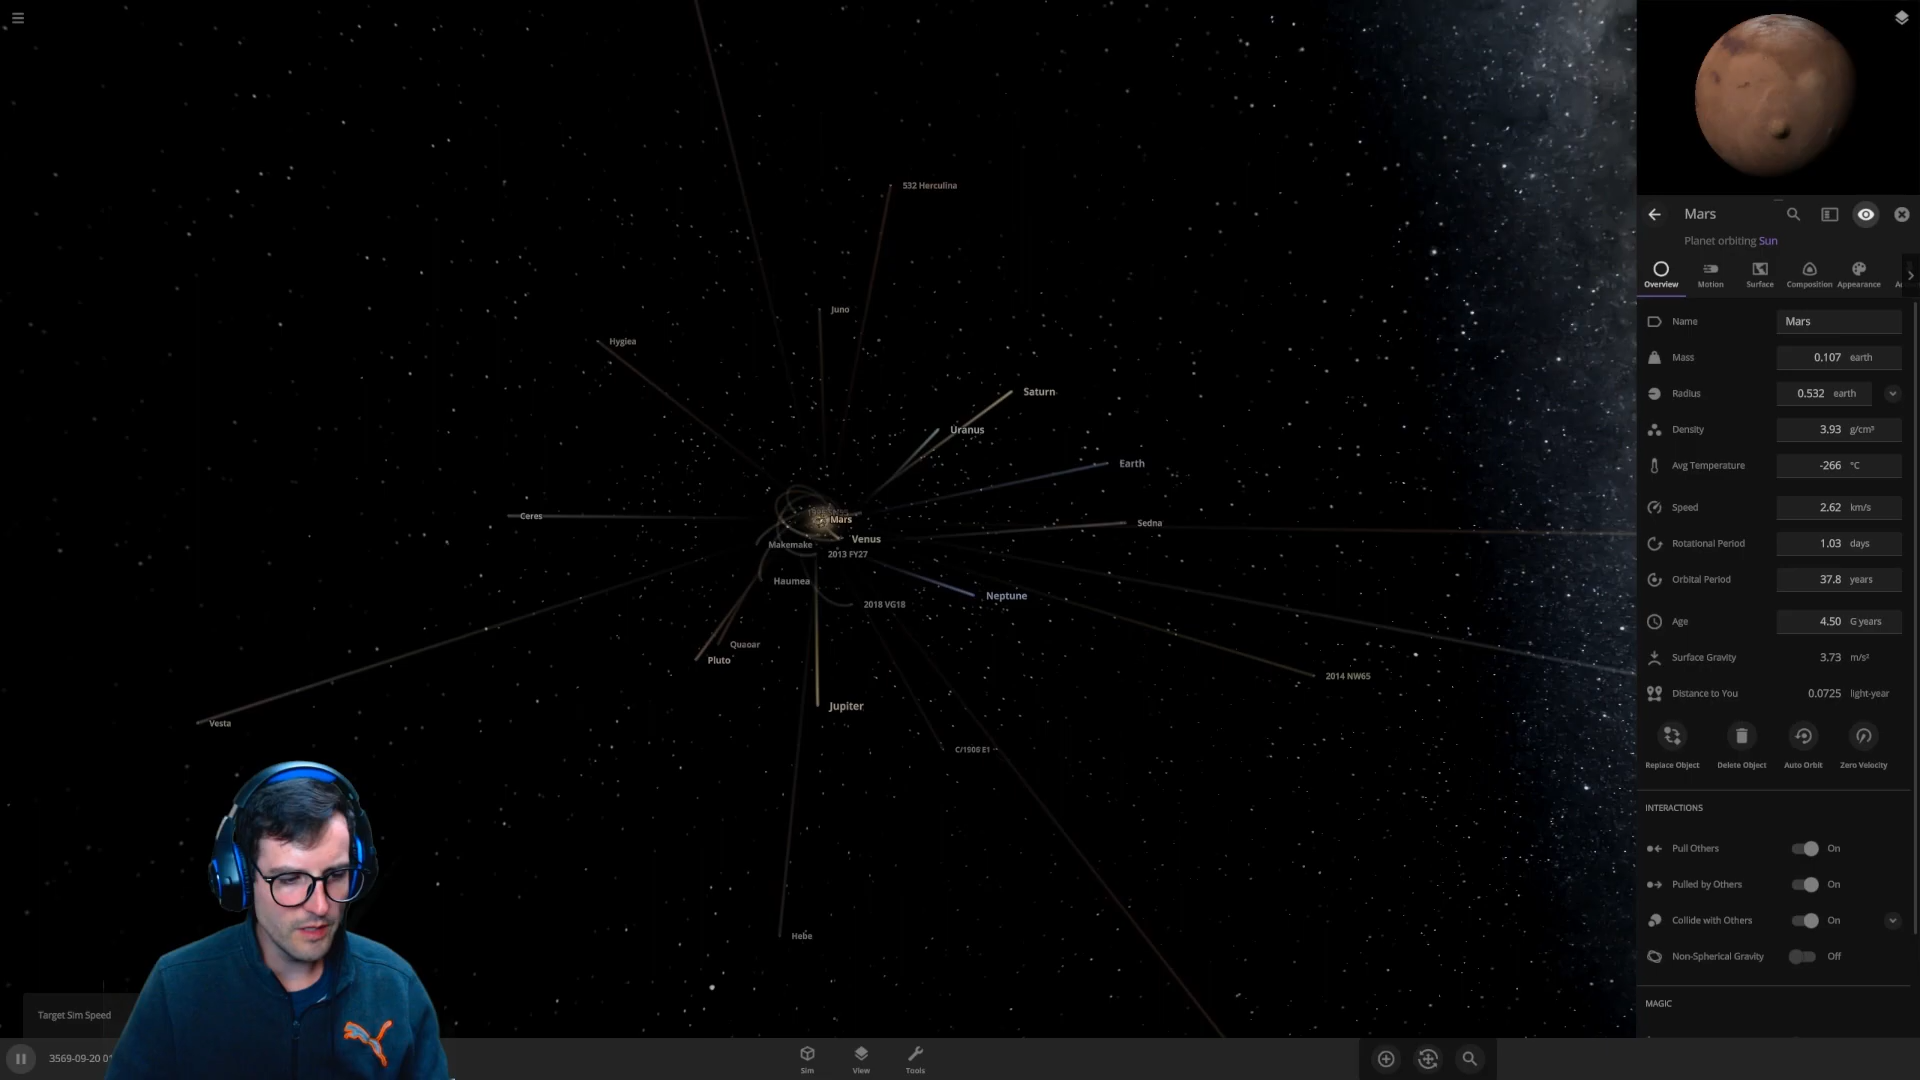 532 Herculina
Juno
Hygiea
Saturn
Uranus
Earth
Ceres
Mars
Sedna
Venus
Makemake
2013 FY27
Haumea
Neptune
2018 VG18
Quaoar
Pluto
2014 NW65
Jupiter
Vesta
C/1908 E1
Hebe
Target Sim Speed
3569-09-20 0
Sim
View
Tools
Mars
Planet orbiting Sun
Overview
Motion
Surface
Composition
Appearance
Name
Mars
Mass
0.107 earth
Radius
0.532 earth
Density
3.93 g/cm³
Avg Temperature
-266 °C
Speed
2.62 km/s
Rotational Period
1.03 days
Orbital Period
37.8 years
Age
4.50 G years
Surface Gravity
3.73 m/s²
Distance to You
0.0725 light-year
Replace Object
Delete Object
Auto Orbit
Zero Velocity
INTERACTIONS
Pull Others
On
Pulled by Others
On
Collide with Others
On
Non-Spherical Gravity
Off
MAGIC